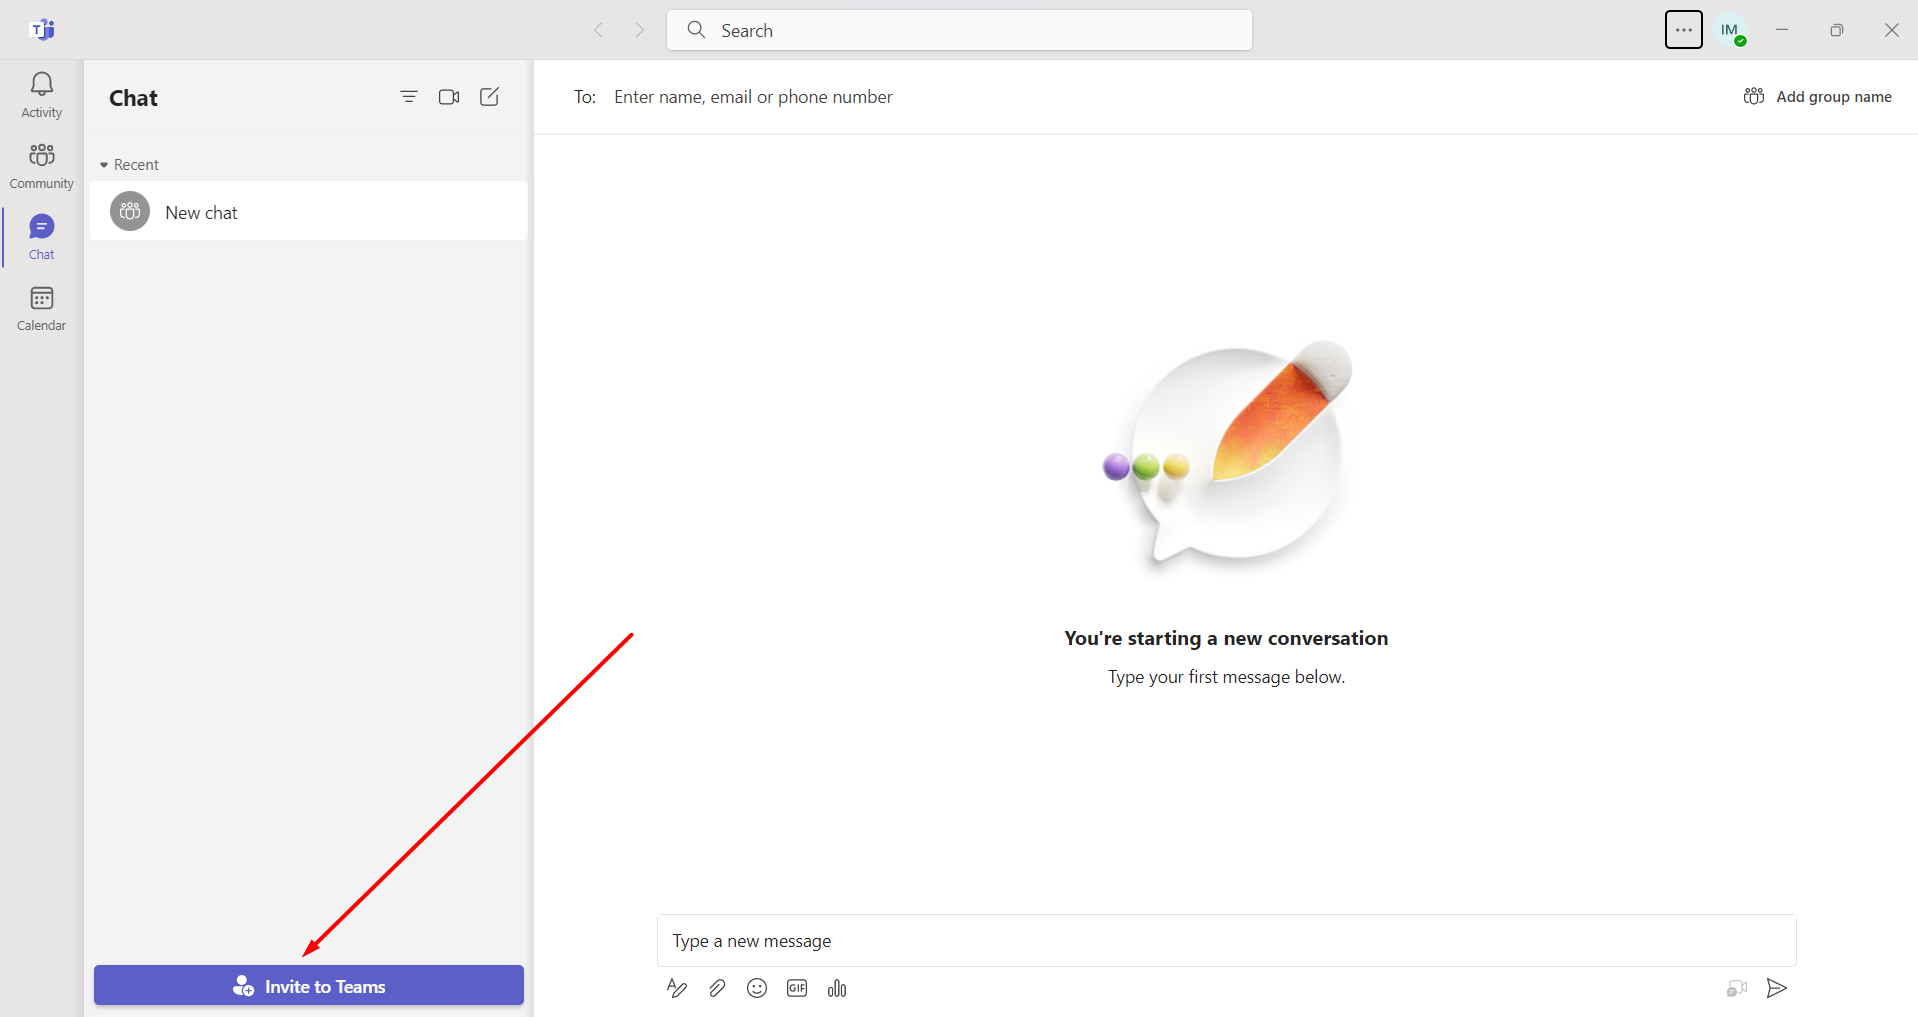 T
Search
IM
Activity
Community
Chat
Calendar
Chat
Recent
New chat
Invite to Teams
To: Enter name, email or phone number
Add group name
You're starting a new conversation
Type your first message below.
Type a new message
GIF